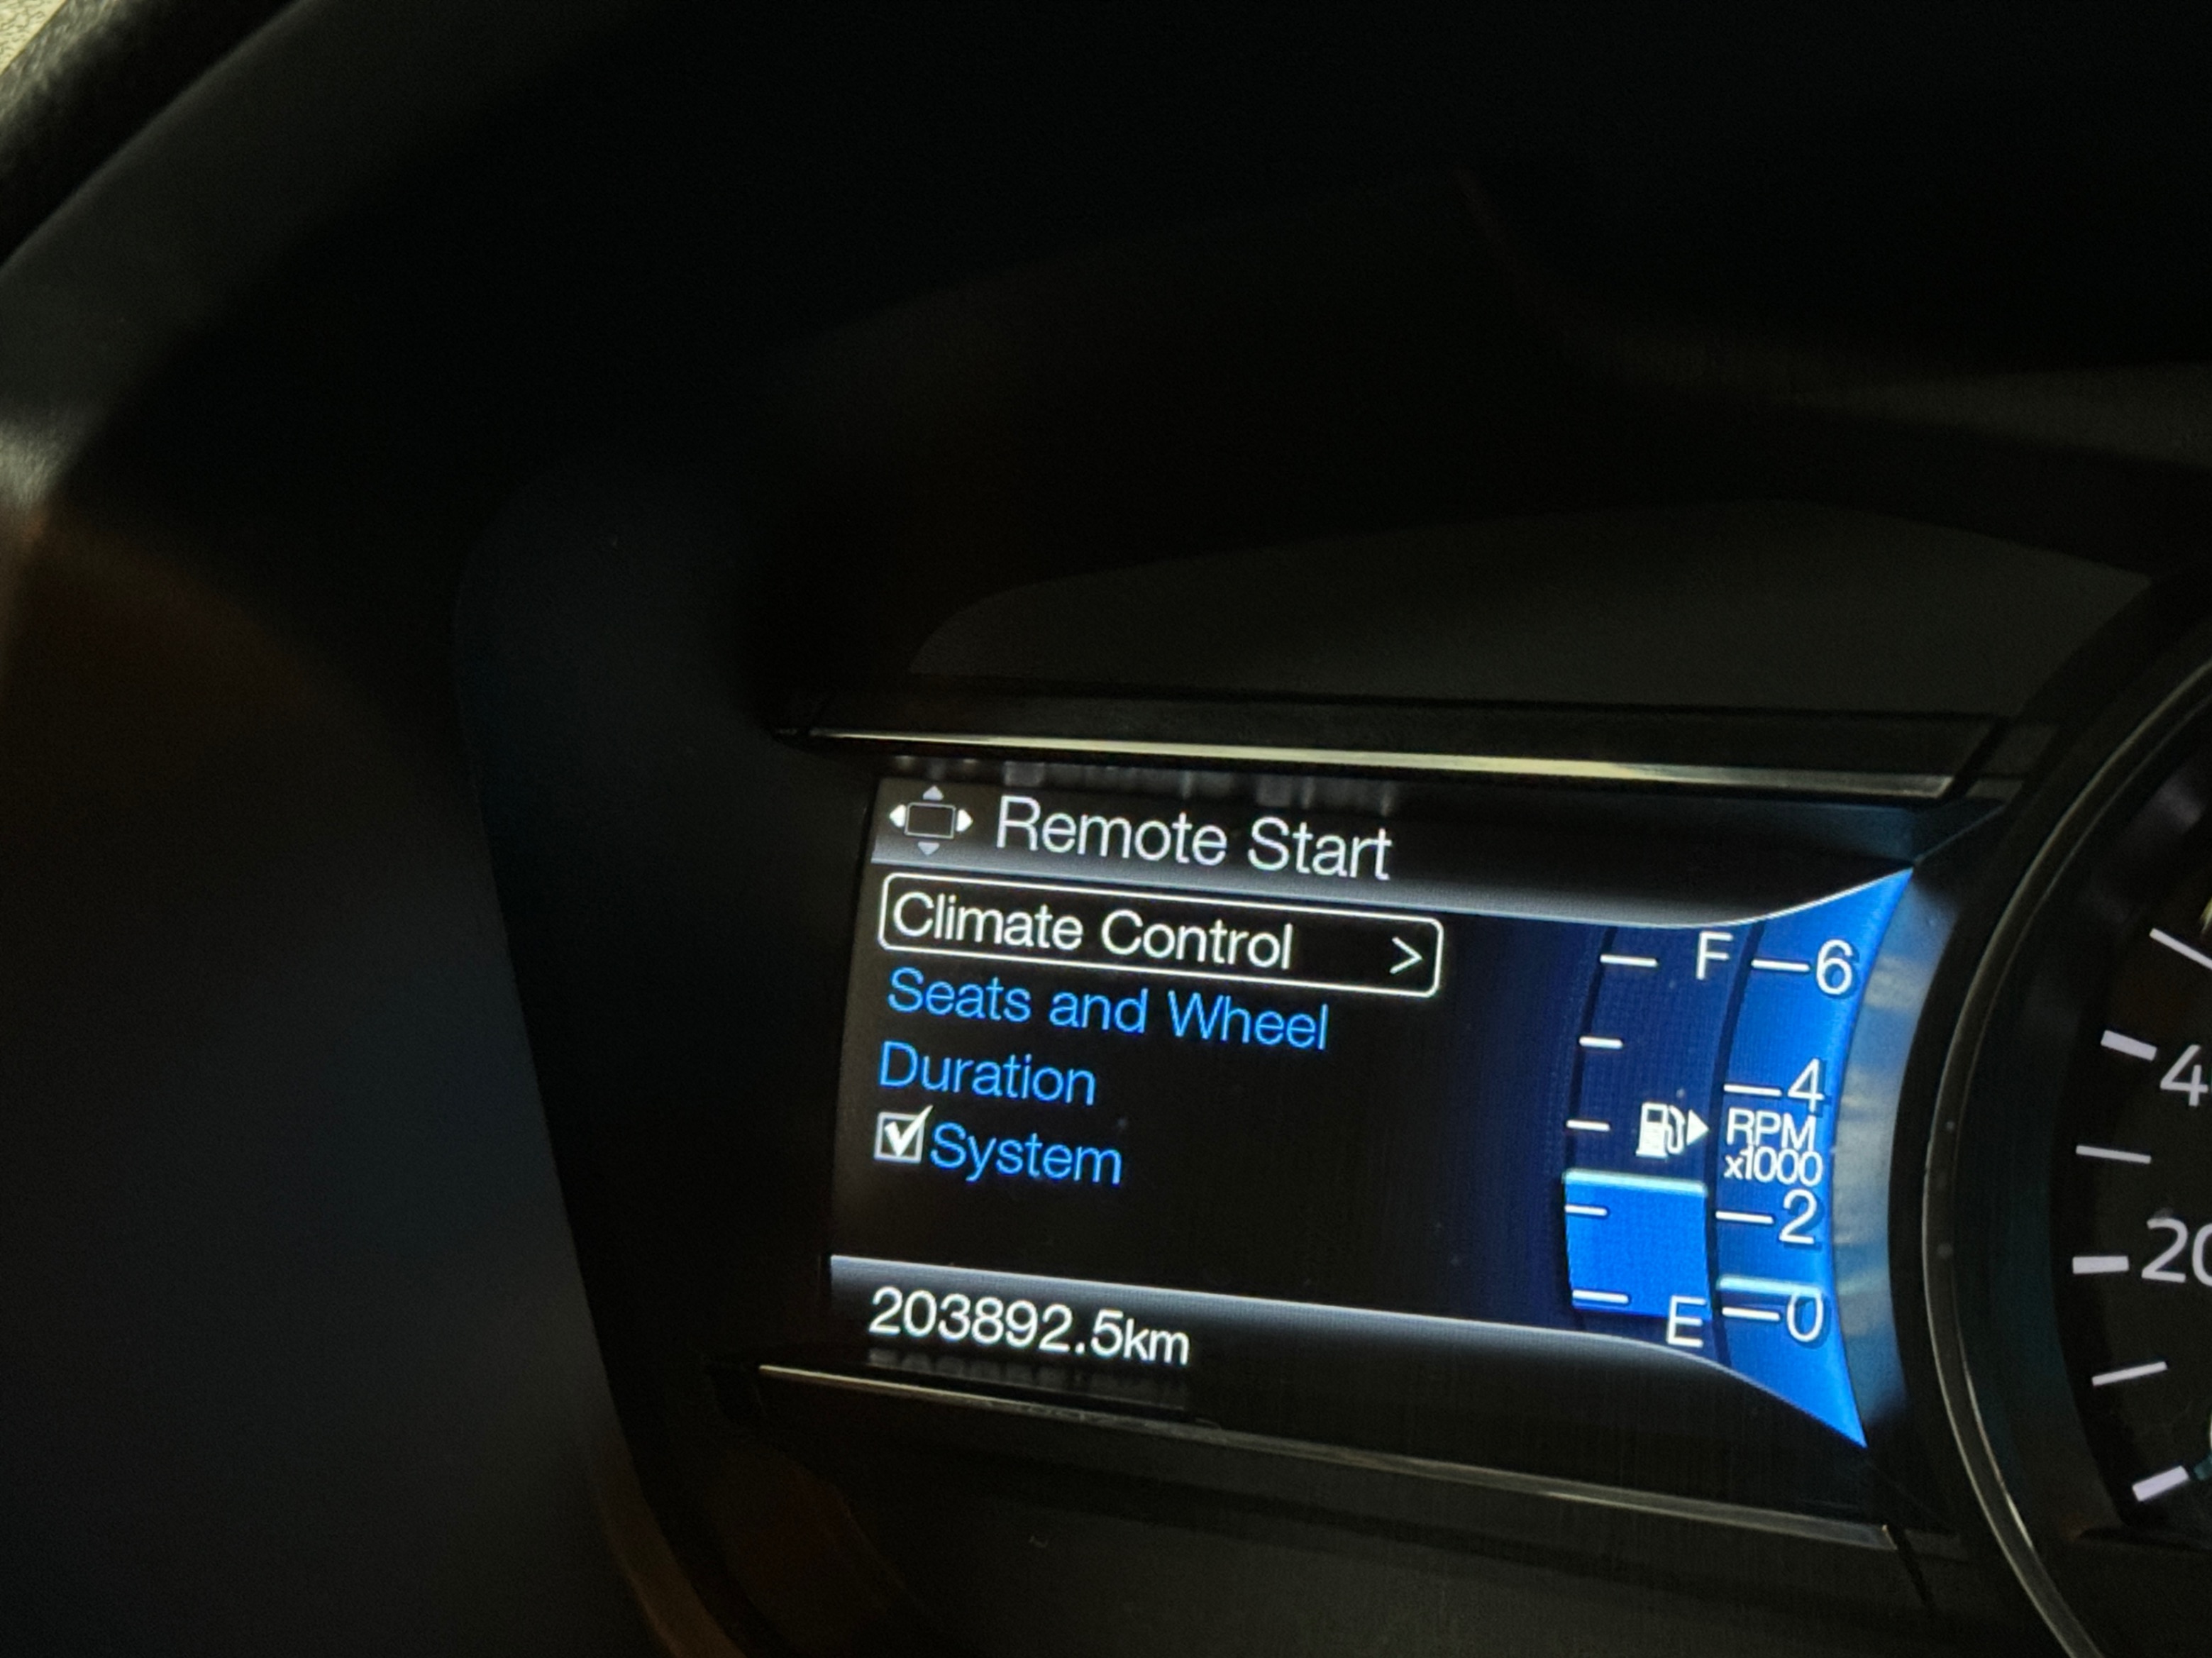 Remote Start
Climate Control >
Seats and Wheel
Duration
System
203892.5km
F
E
6
4
RPM
x1000
2
0
4
20